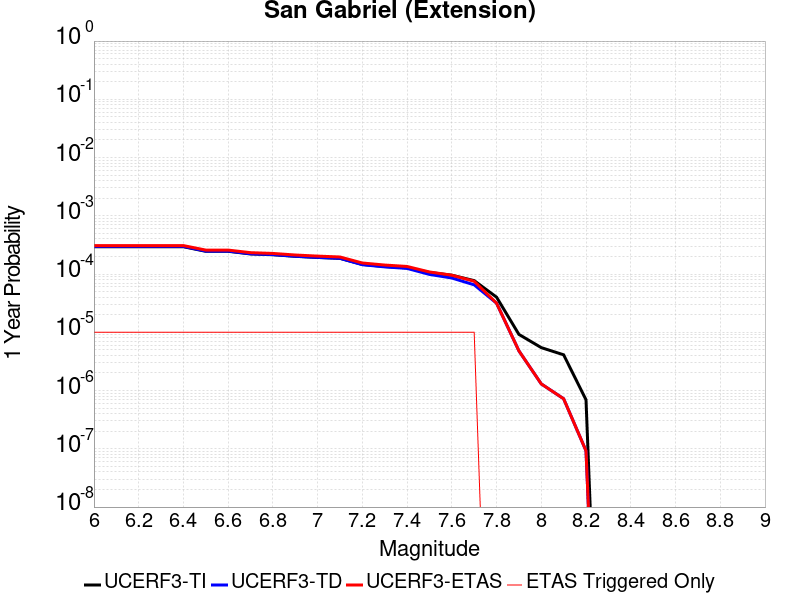 San Gabriel (Extension)
10^0
10^-1
10^-2
10^-3
10^-4
10^-5
10^-6
10^-7
10^-8
1 Year Probability
6 6.2 6.4 6.6 6.8 7 7.2 7.4 7.6 7.8 8 8.2 8.4 8.6 8.8 9
Magnitude
UCERF3-TI UCERF3-TD UCERF3-ETAS ETAS Triggered Only